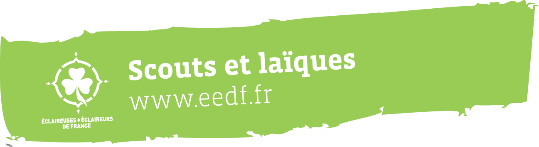 Scouts et laïques
www.eedf.fr
ÉCLAIREUSES ÉCLAIREURS
DE FRANCE